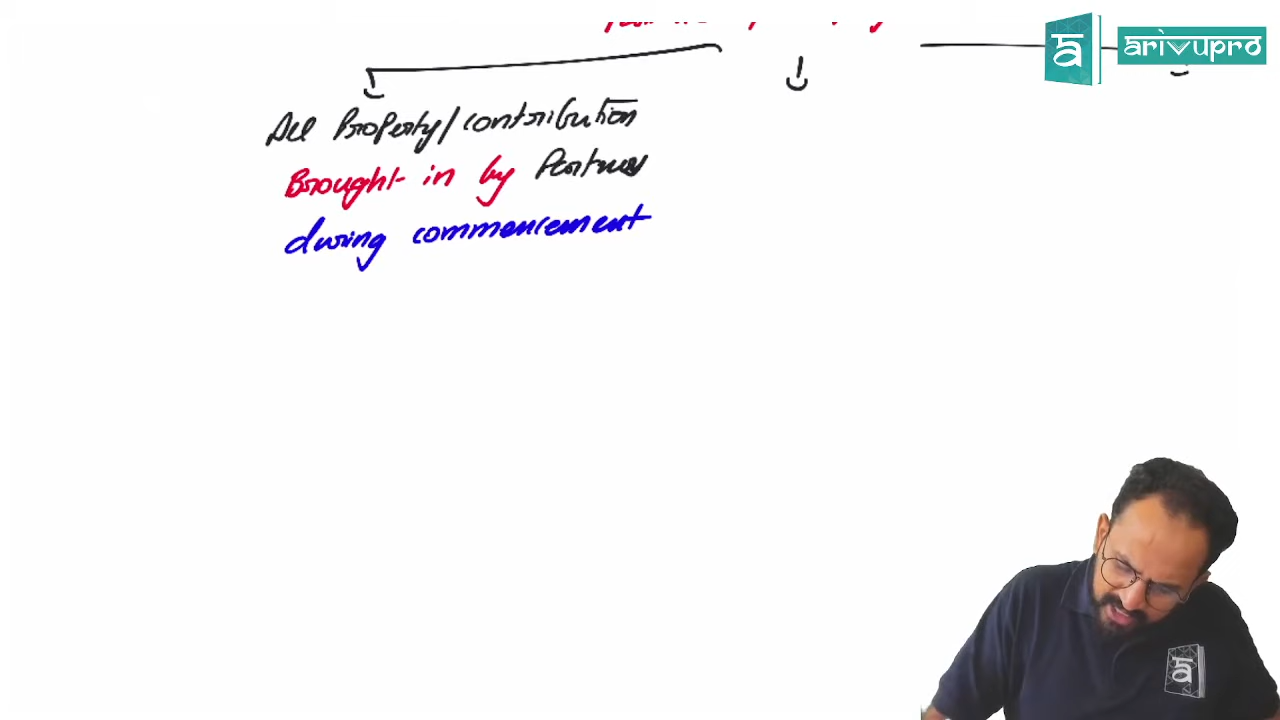 arivupro
All Property/contribution
Brought in by Partners
during commencement